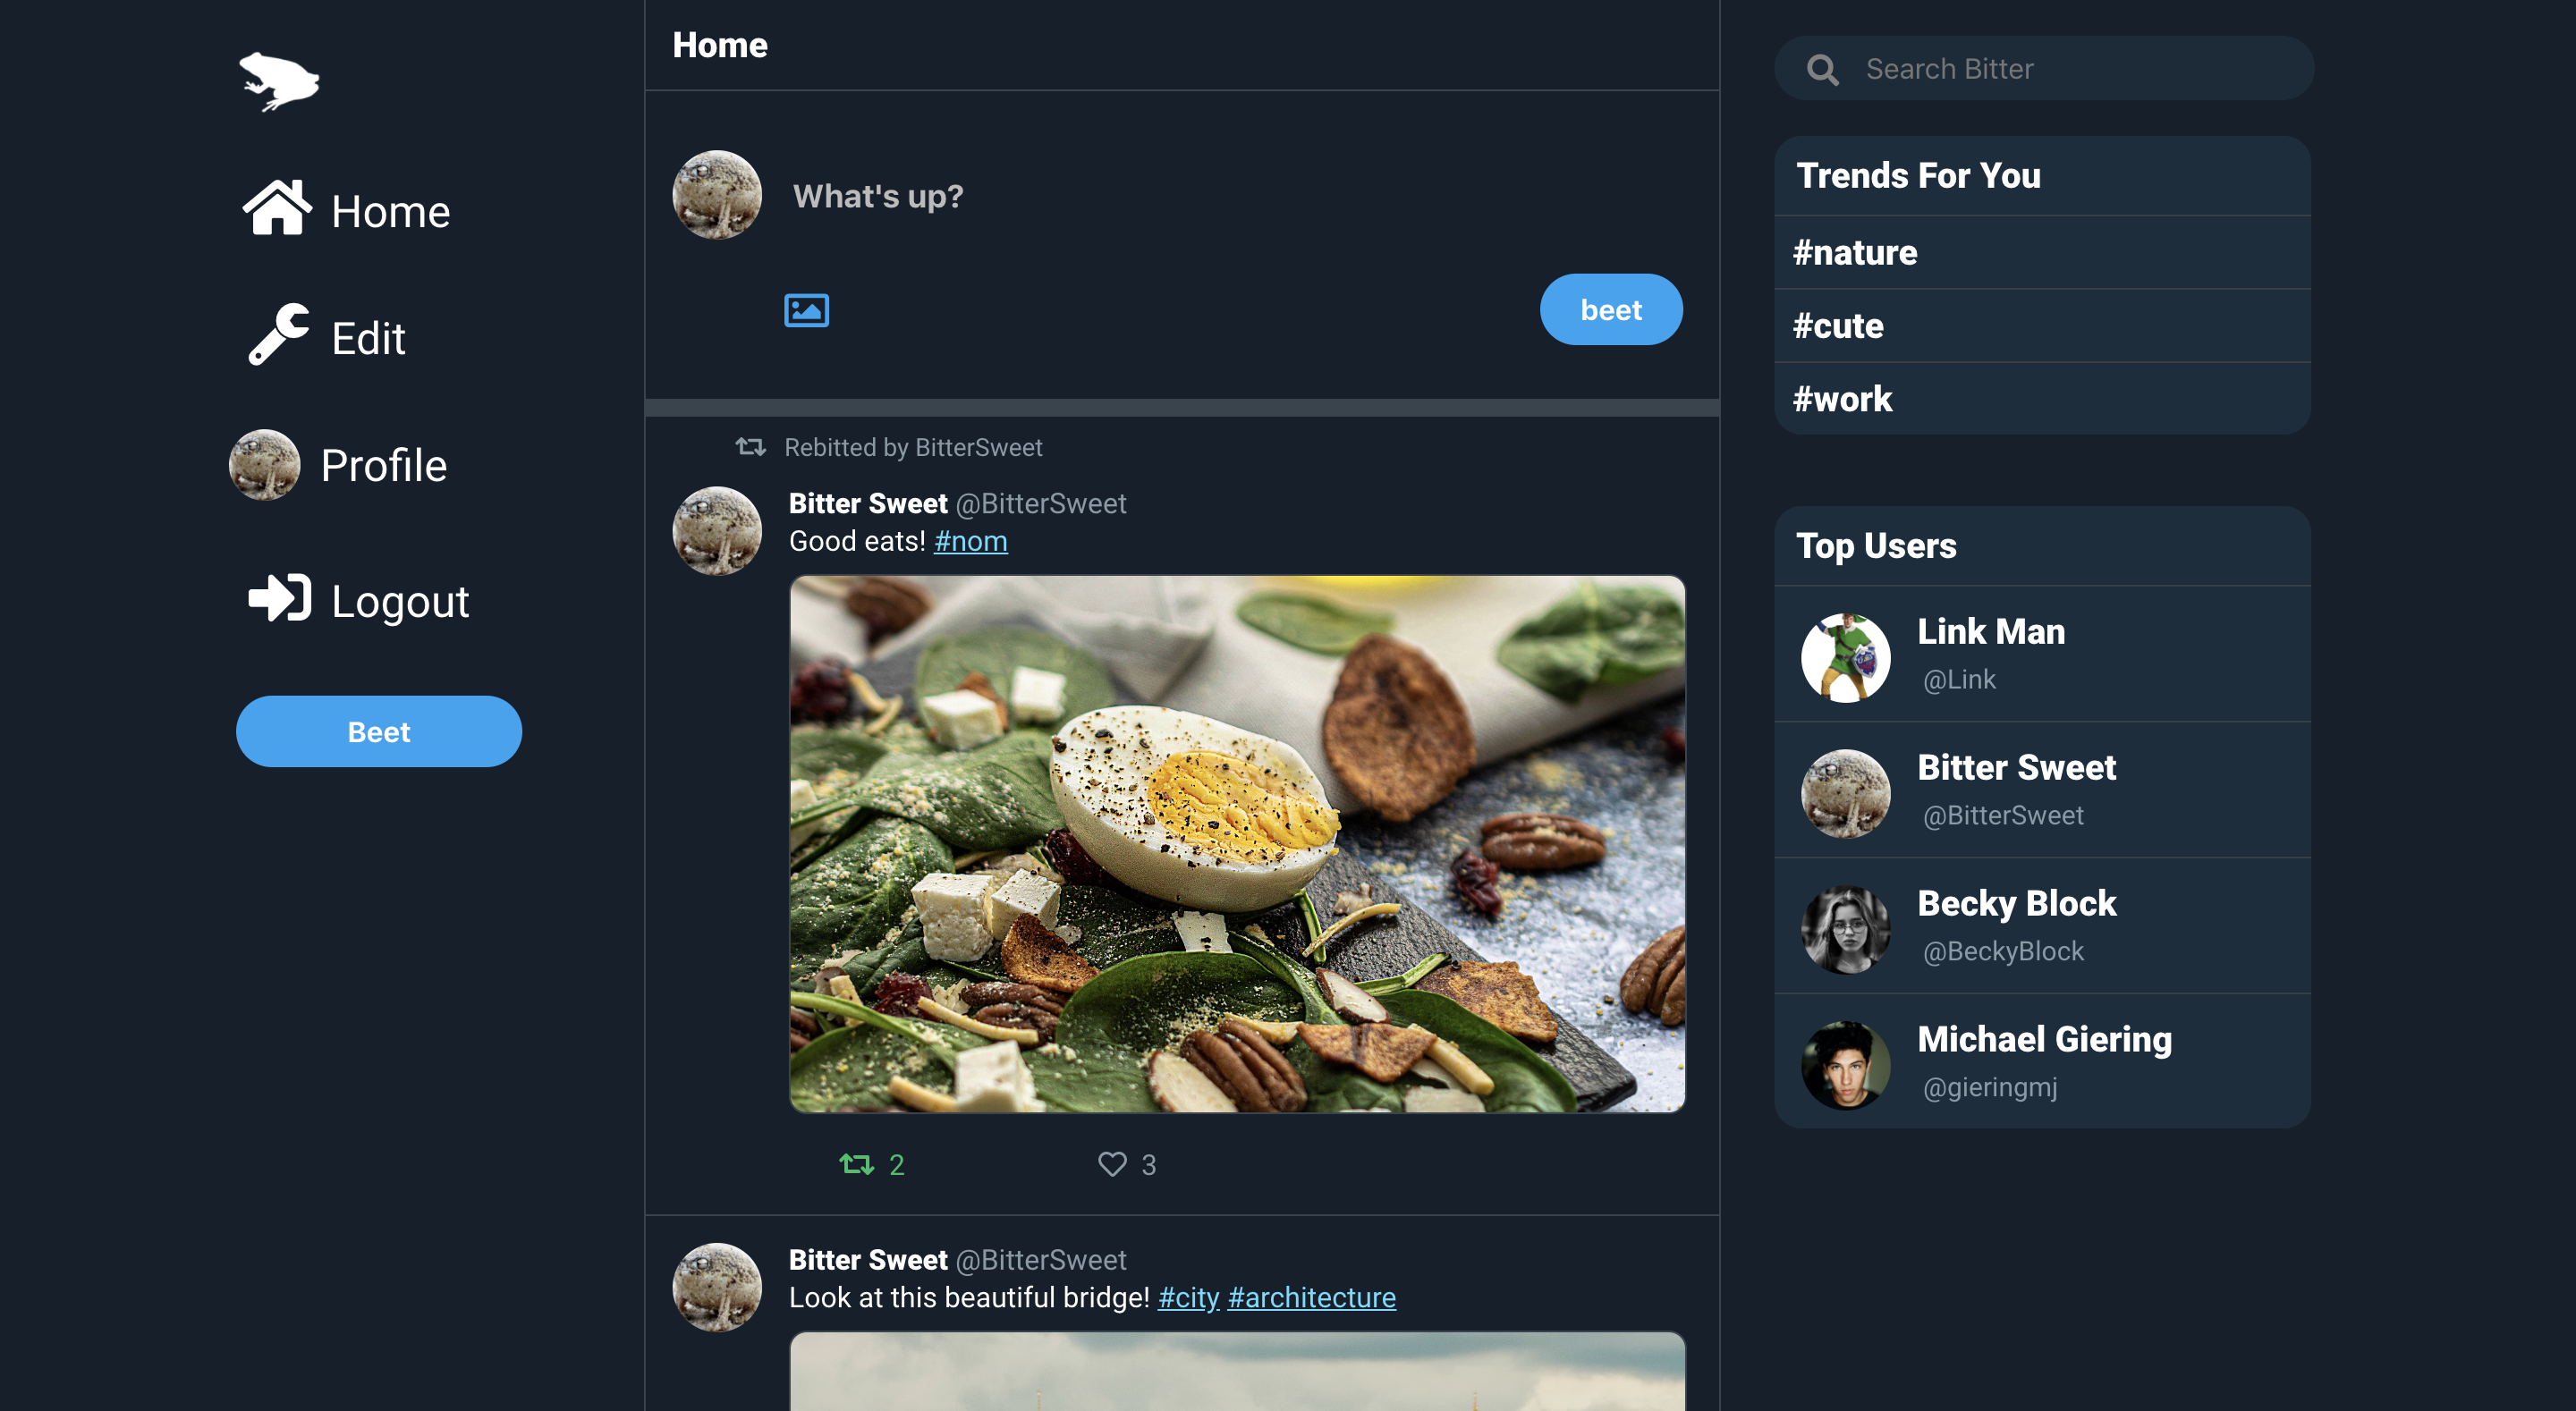 Home
Edit
Profile
Logout
Beet
Home
What's up?
beet
Rebitted by BitterSweet
Bitter Sweet @BitterSweet
Good eats! #nom
2 3
Bitter Sweet @BitterSweet
Look at this beautiful bridge! #city #architecture
Search Bitter
Trends For You
#nature
#cute
#work
Top Users
Link Man
@Link
Bitter Sweet
@BitterSweet
Becky Block
@BeckyBlock
Michael Giering
@gieringmj